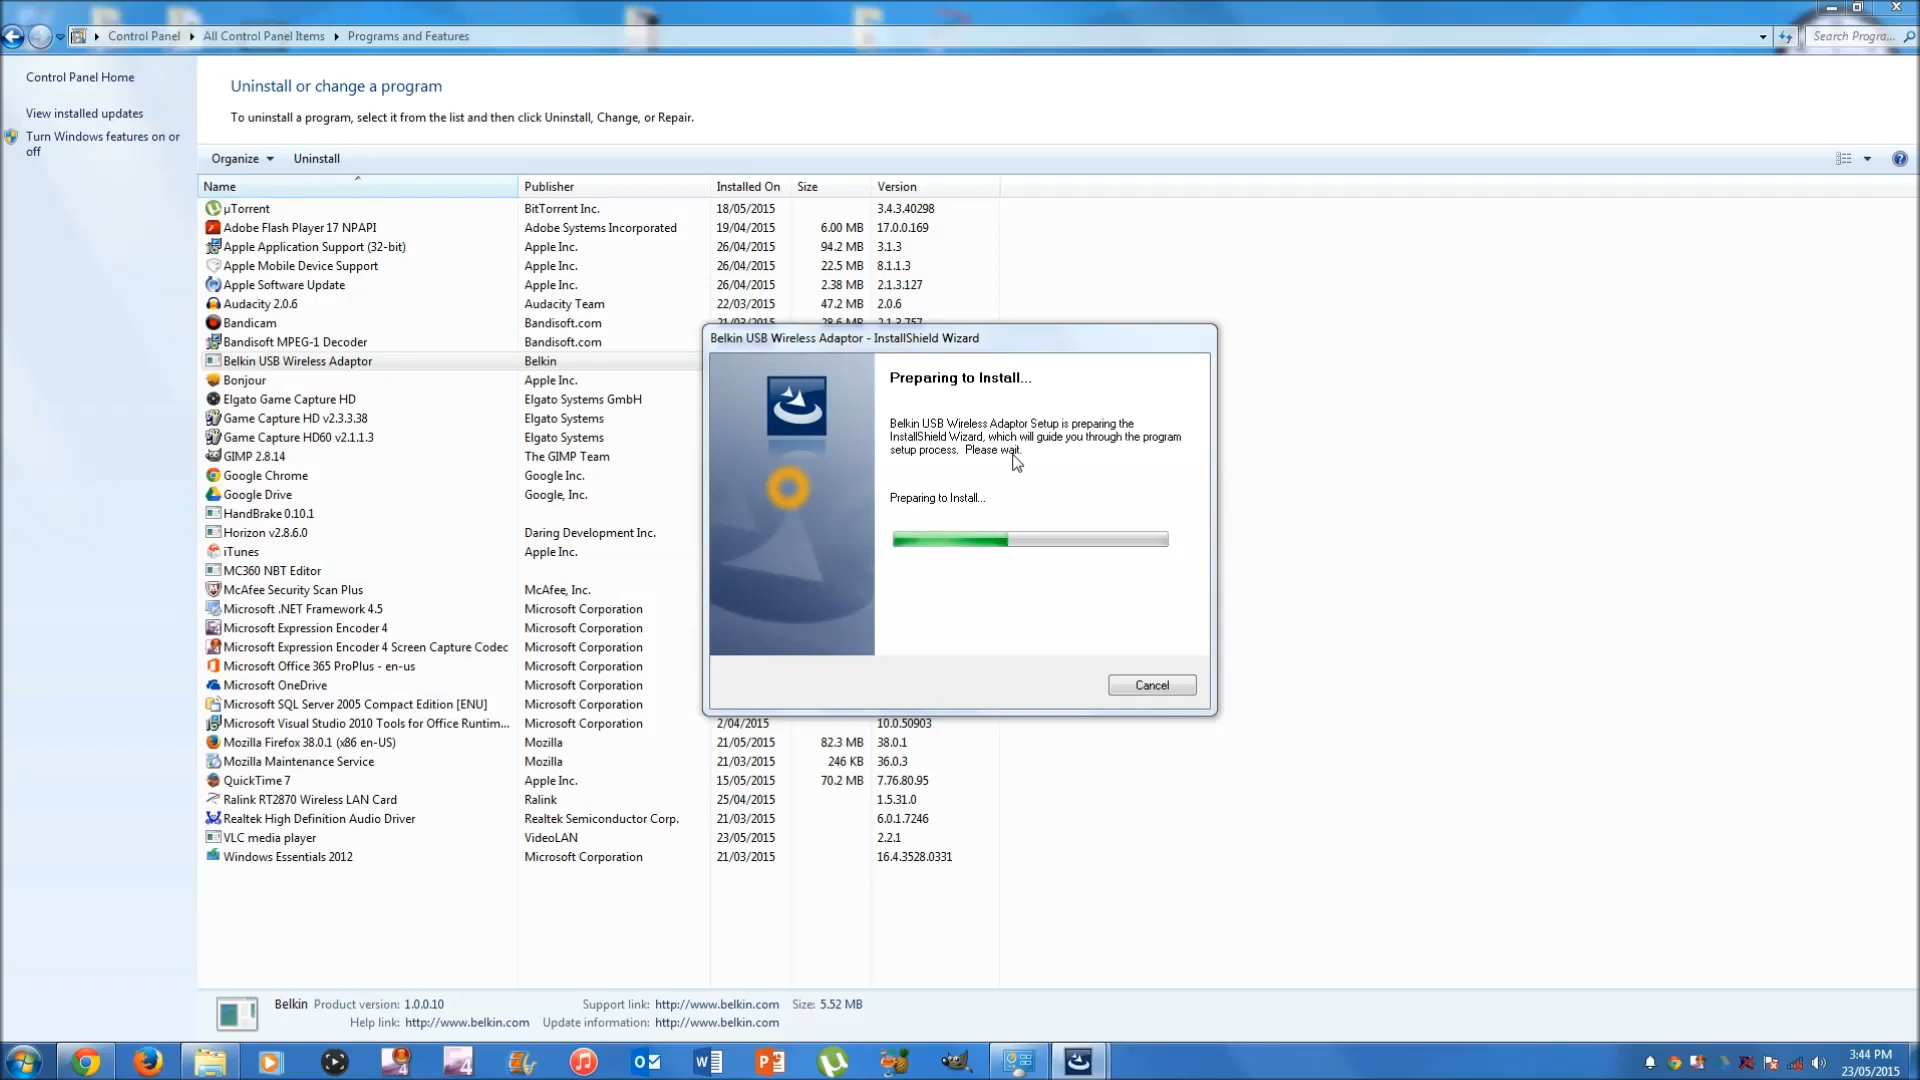 Control Panel
All Control Panel Items
Programs and Features
Search Progra...
Control Panel Home
View installed updates
Turn Windows features on or
off
Uninstall or change a program
To uninstall a program, select it from the list and then click Uninstall, Change, or Repair.
Organize
Uninstall
Name Publisher Installed On Size Version
µTorrent BitTorrent Inc. 18/05/2015 3.4.3.40298
Adobe Flash Player 17 NPAPI Adobe Systems Incorporated 19/04/2015 6.00 MB 17.0.0.169
Apple Application Support (32-bit) Apple Inc. 26/04/2015 94.2 MB 3.1.3
Apple Mobile Device Support Apple Inc. 26/04/2015 22.5 MB 8.1.1.3
Apple Software Update Apple Inc. 26/04/2015 2.38 MB 2.1.3.127
Audacity 2.0.6 Audacity Team 22/03/2015 47.2 MB 2.0.6
Bandicam Bandisoft.com 21/03/2015 28.6 MB 2.1.3.757
Bandisoft MPEG-1 Decoder Bandisoft.com
Belkin USB Wireless Adaptor Belkin
Bonjour Apple Inc.
Elgato Game Capture HD Elgato Systems GmbH
Game Capture HD v2.3.3.38 Elgato Systems
Game Capture HD60 v2.1.1.3 Elgato Systems
GIMP 2.8.14 The GIMP Team
Google Chrome Google Inc.
Google Drive Google, Inc.
HandBrake 0.10.1
Horizon v2.8.6.0 Daring Development Inc.
iTunes Apple Inc.
MC360 NBT Editor
McAfee Security Scan Plus McAfee, Inc.
Microsoft .NET Framework 4.5 Microsoft Corporation
Microsoft Expression Encoder 4 Microsoft Corporation
Microsoft Expression Encoder 4 Screen Capture Codec Microsoft Corporation
Microsoft Office 365 ProPlus - en-us Microsoft Corporation
Microsoft OneDrive Microsoft Corporation
Microsoft SQL Server 2005 Compact Edition [ENU] Microsoft Corporation
Microsoft Visual Studio 2010 Tools for Office Runtim... Microsoft Corporation 2/04/2015 10.0.50903
Mozilla Firefox 38.0.1 (x86 en-US) Mozilla 21/05/2015 82.3 MB 38.0.1
Mozilla Maintenance Service Mozilla 21/03/2015 246 KB 36.0.3
QuickTime 7 Apple Inc. 15/05/2015 70.2 MB 7.76.80.95
Ralink RT2870 Wireless LAN Card Ralink 25/04/2015 1.5.31.0
Realtek High Definition Audio Driver Realtek Semiconductor Corp. 21/03/2015 6.0.1.7246
VLC media player VideoLAN 23/05/2015 2.2.1
Windows Essentials 2012 Microsoft Corporation 21/03/2015 16.4.3528.0331
Belkin USB Wireless Adaptor - InstallShield Wizard
Preparing to Install...
Belkin USB Wireless Adaptor Setup is preparing the
InstallShield Wizard, which will guide you through the program
setup process. Please wait.
Preparing to Install...
Cancel
Belkin Product version: 1.0.0.10 Support link: http://www.belkin.com Size: 5.52 MB
Help link: http://www.belkin.com Update information: http://www.belkin.com
3:44 PM
23/05/2015